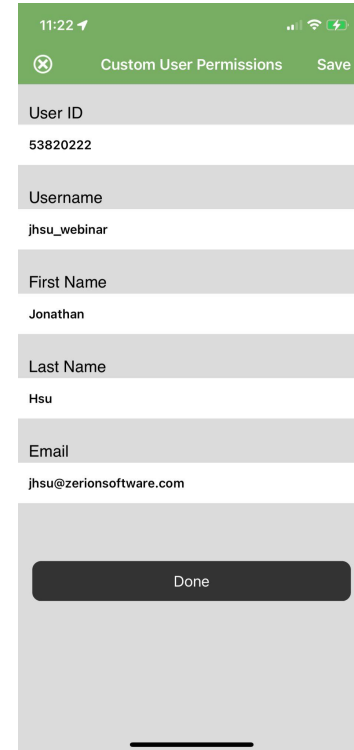 11:22
Custom User Permissions Save
User ID
53820222
Username
jhsu_webinar
First Name
Jonathan
Last Name
Hsu
Email
jhsu@zerionsoftware.com
Done